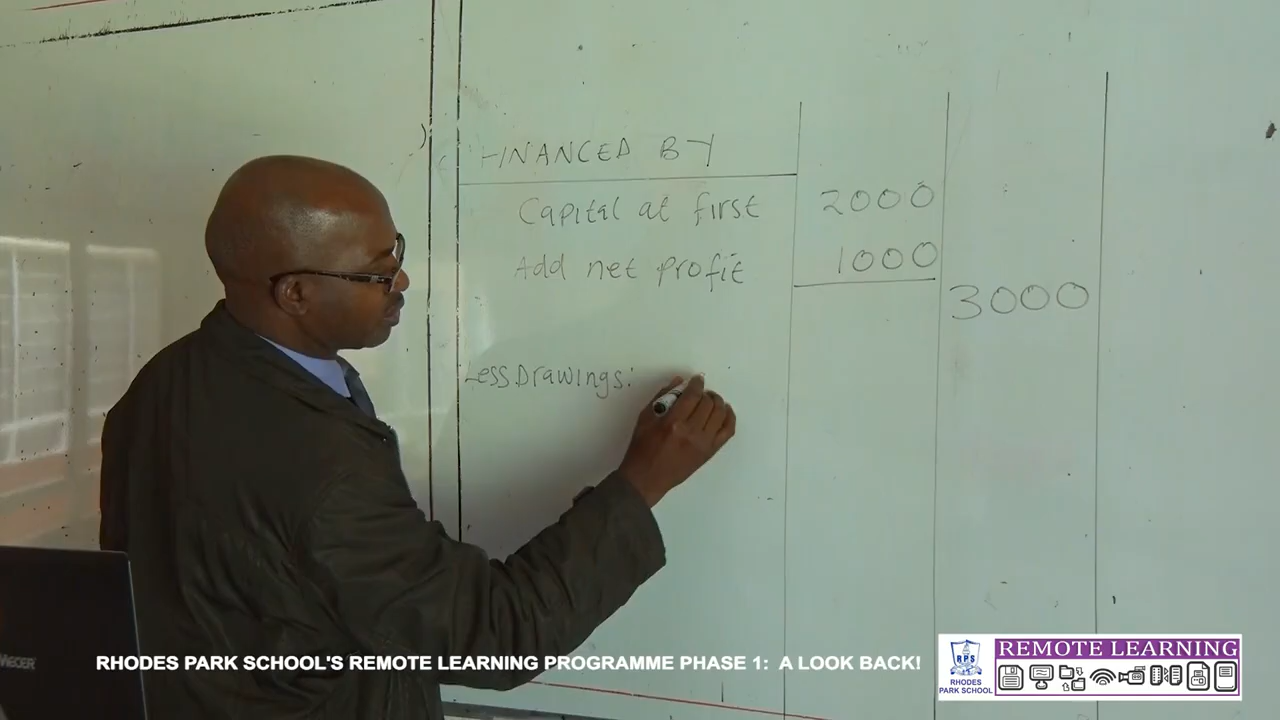 FINANCED BY
Capital at first 2000
Add net profit 1000
3000
Less Drawings:
RHODES PARK SCHOOL'S REMOTE LEARNING PROGRAMME PHASE 1: A LOOK BACK!
REMOTE LEARNING
RPS
RHODES
PARK SCHOOL